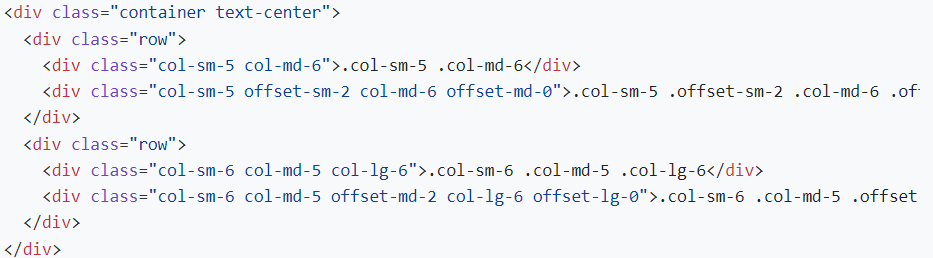 <div class="container text-center">
<div class="row">
<div class="col-sm-5 col-md-6">.col-sm-5 .col-md-6</div>
<div class="col-sm-5 offset-sm-2 col-md-6 offset-md-0">.col-sm-5 .offset-sm-2 .col-md-6 .of
</div>
<div class="row">
<div class="col-sm-6 col-md-5 col-lg-6">.col-sm-6 .col-md-5 .col-lg-6</div>
<div class="col-sm-6 col-md-5 offset-md-2 col-lg-6 offset-lg-0">.col-sm-6 .col-md-5 .offset
</div>
</div>